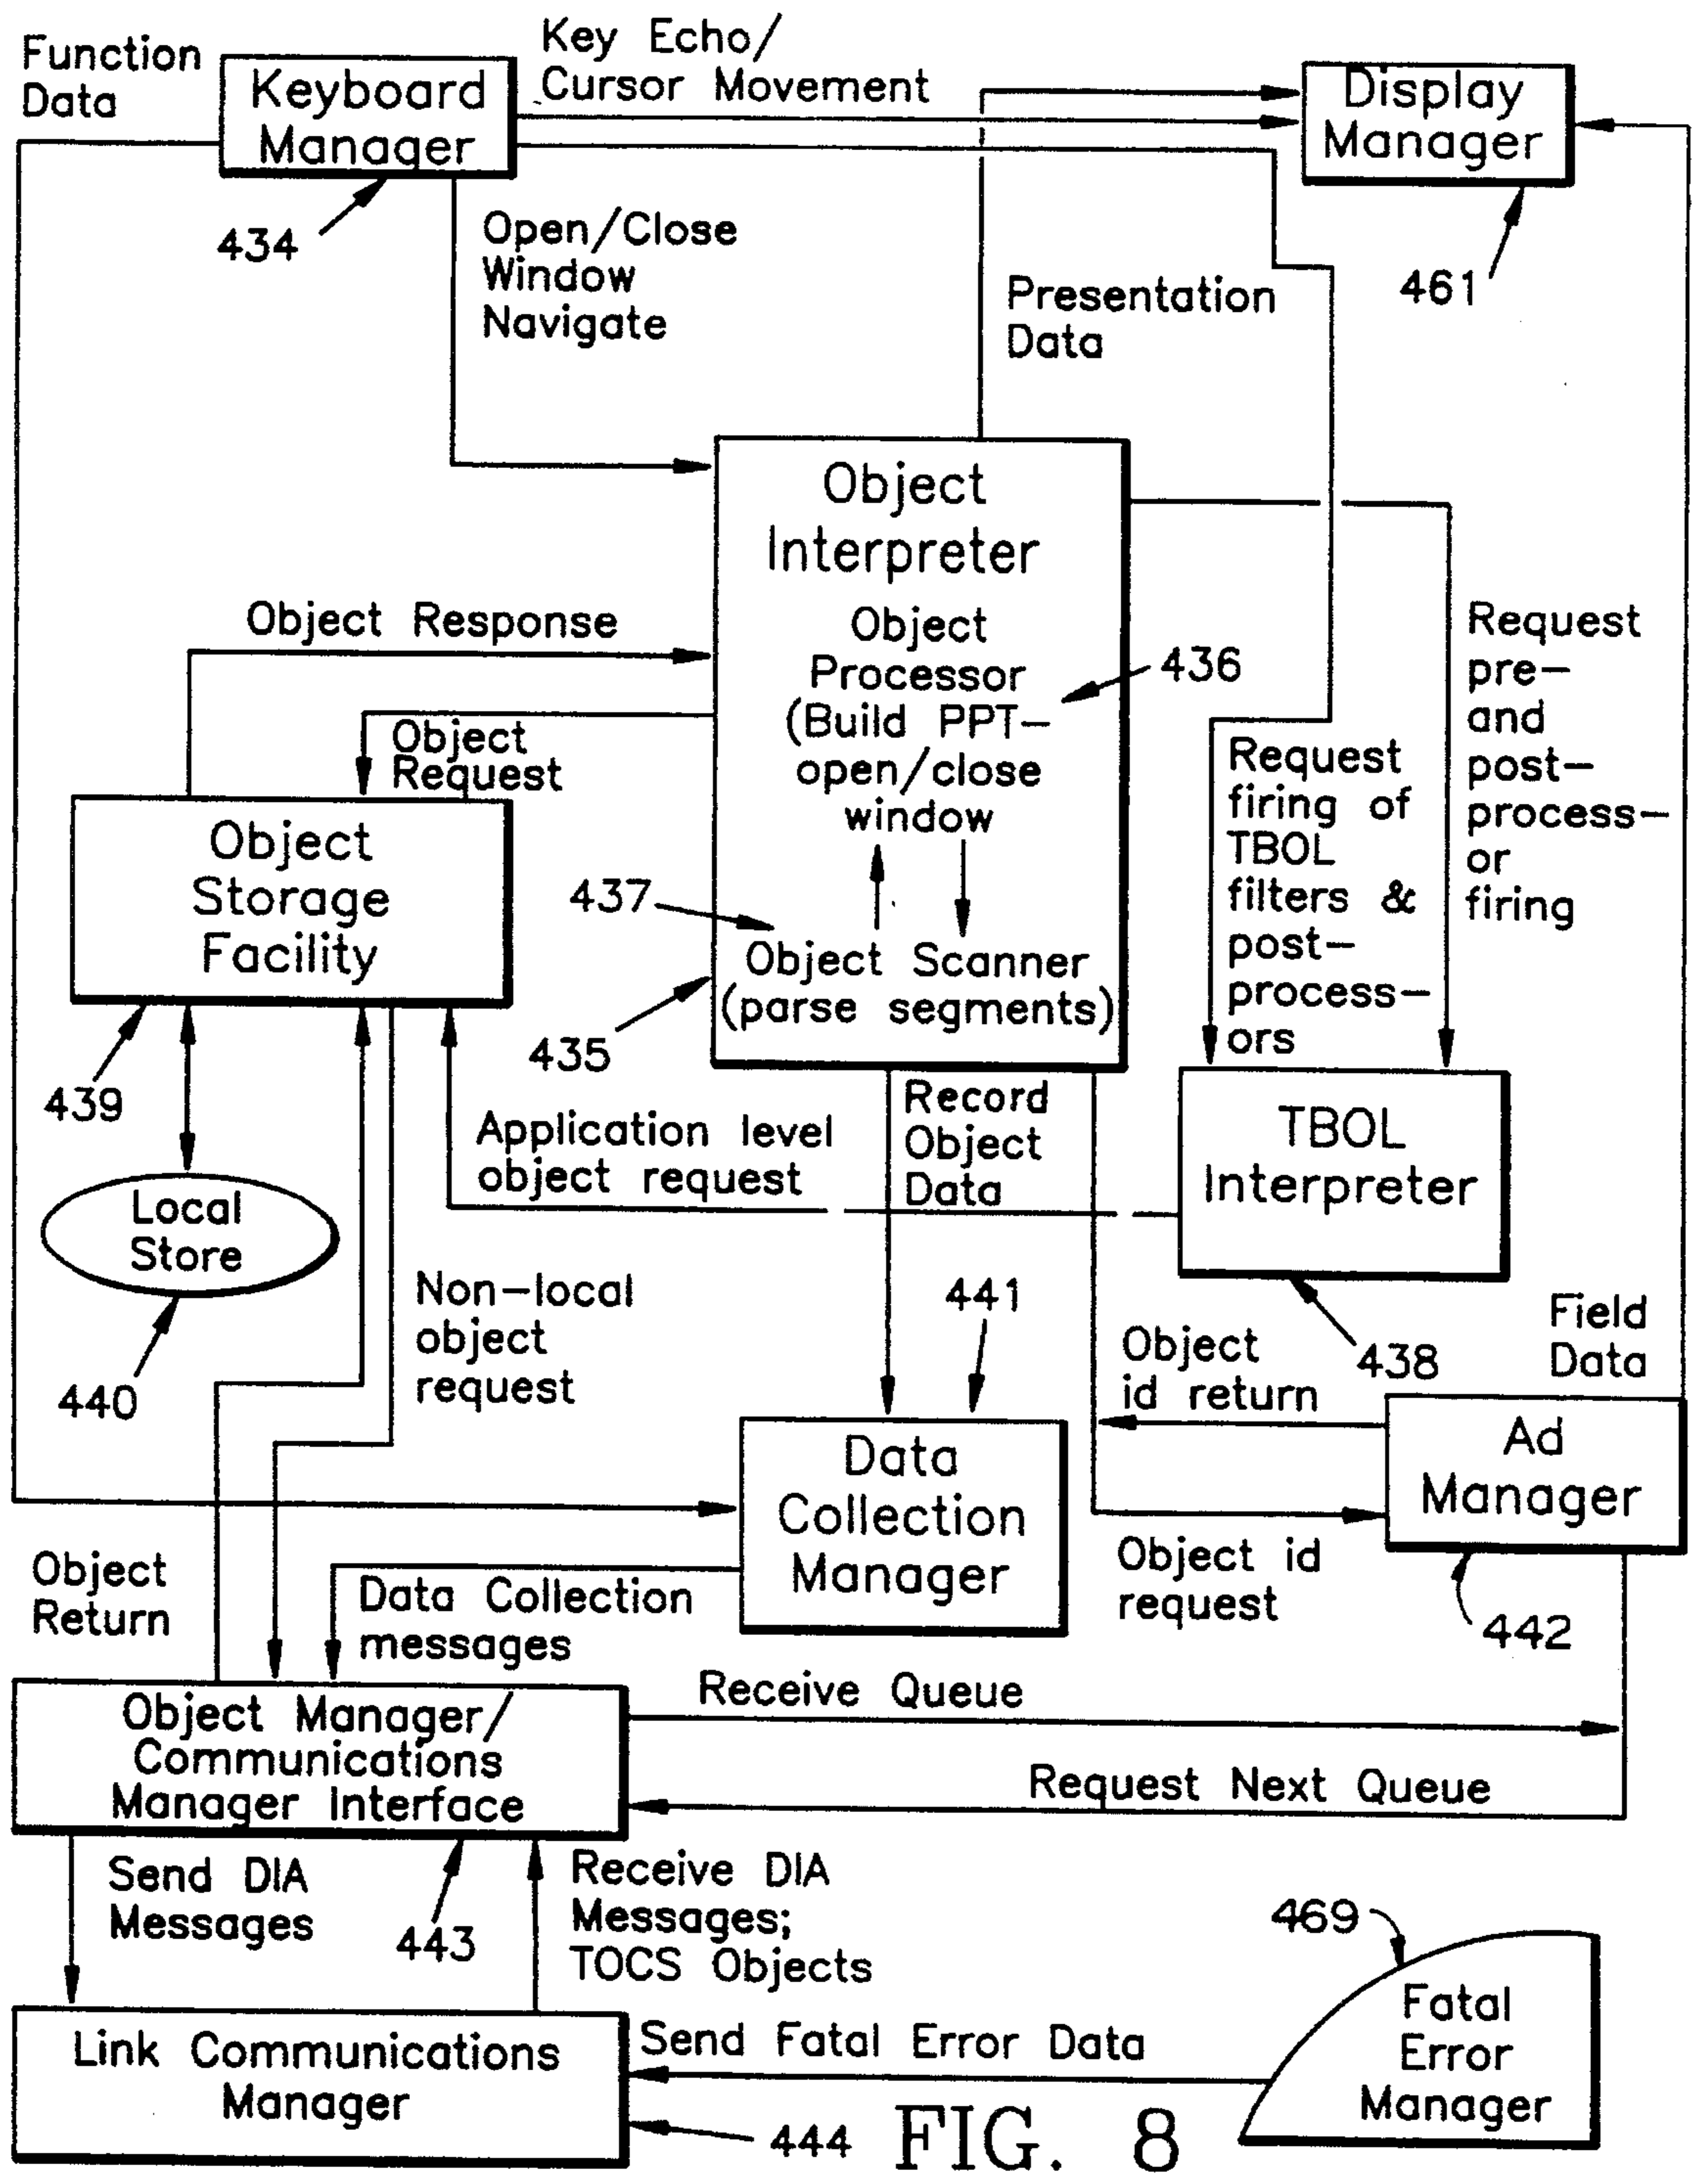 Function
Data
Keyboard
Manager
Key Echo/
Cursor Movement
Display
Manager
434
Open/Close
Window
Navigate
Presentation
Data
461
Object
Interpreter
Object Response
Object
Processor
(Build PPT-
open/close
window
436
Request
pre-
and
post-
process-
or
firing
Object
Request
Request
firing of
TBOL
filters &
post-
process-
ors
Object
Storage
Facility
437
Object Scanner
(parse segments)
435
439
Application level
object request
Record
Object
Data
TBOL
Interpreter
Local
Store
440
Non-local
object
request
441
438
Field
Data
Object
id return
Ad
Manager
Data
Collection
Manager
Object id
request
442
Object
Return
Data Collection
messages
Receive Queue
Object Manager/
Communications
Manager Interface
Request Next Queue
Send DIA
Messages
443
Receive DIA
Messages;
TOCS Objects
469
Fatal
Error
Manager
Link Communications
Manager
Send Fatal Error Data
444
FIG. 8